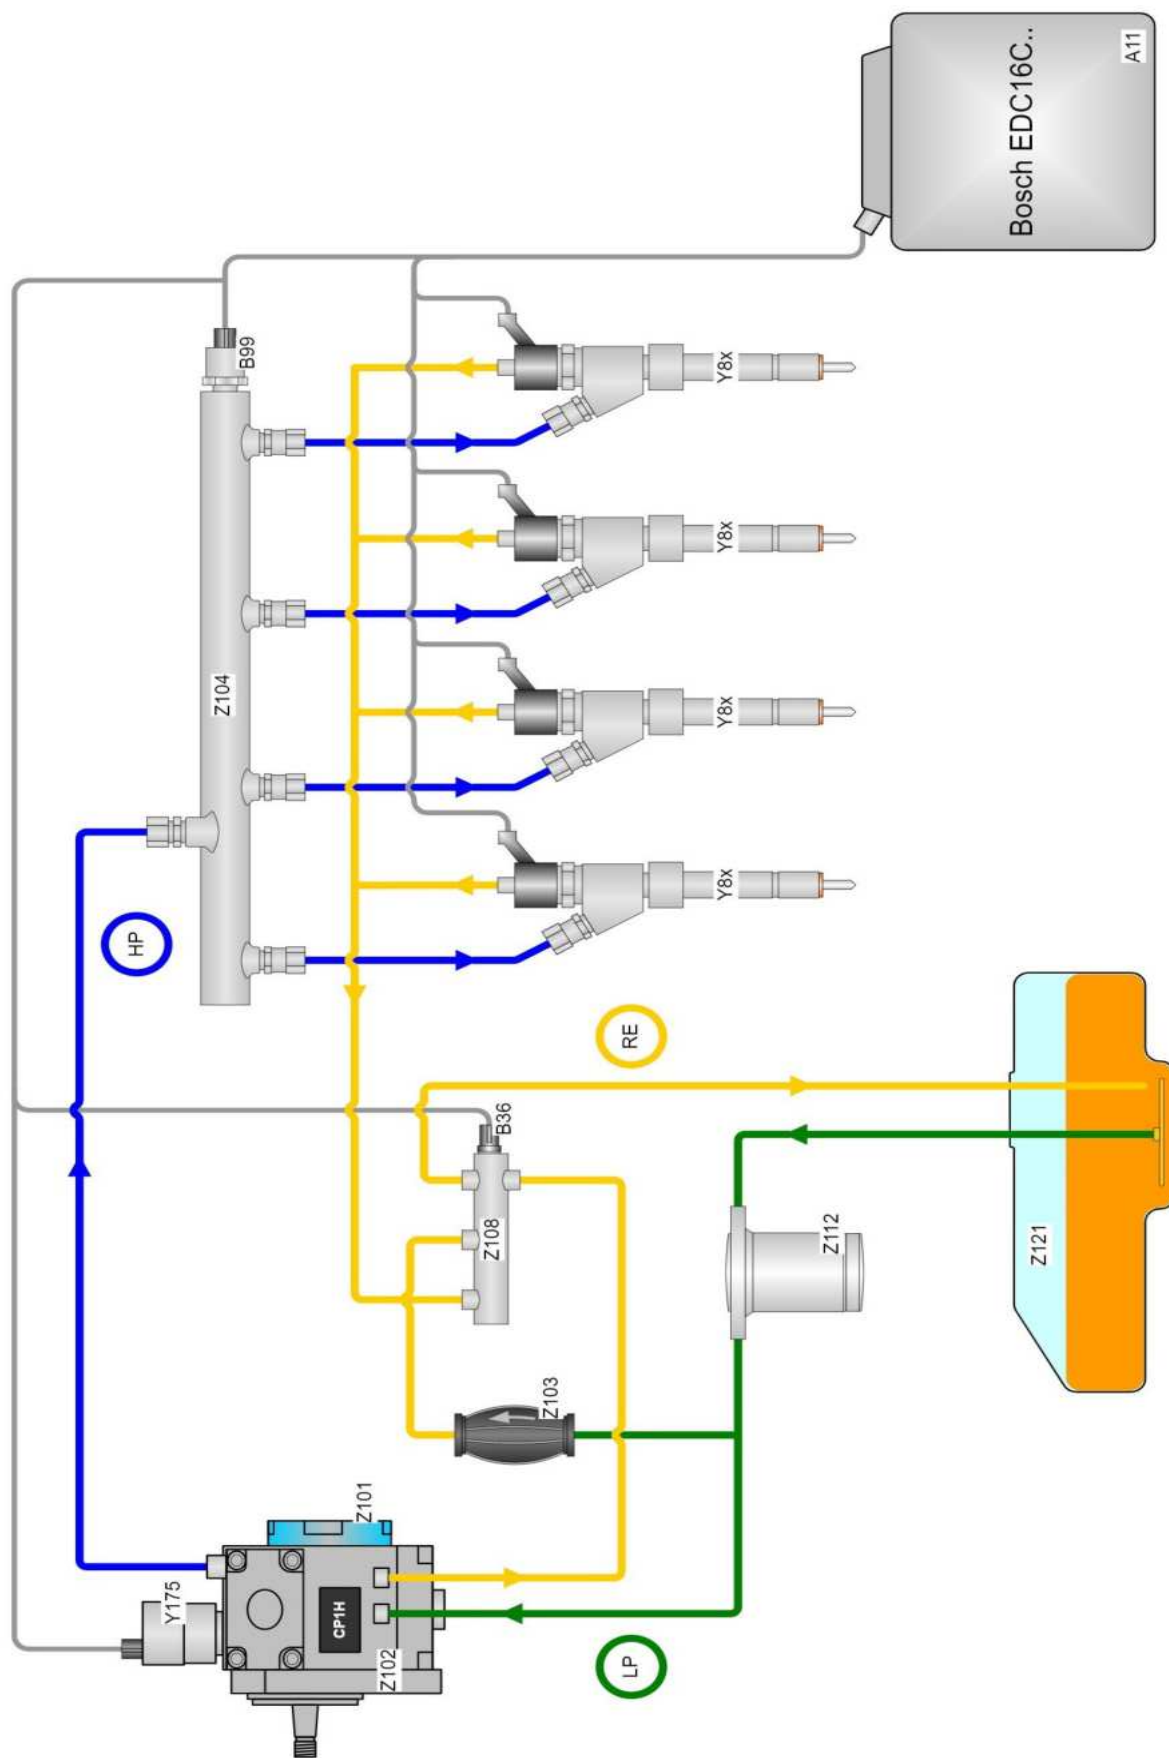 HP
Y175
Z104
B99
CP1H
Z101
Z102
Z108
B36
Z103
LP
RE
Y8x
Y8x
Y8x
Y8x
Z112
Z121
Bosch EDC16C..
A11